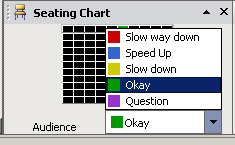 Seating Chart
Slow way down
Speed Up
Slow down
Okay
Question
Audience
Okay